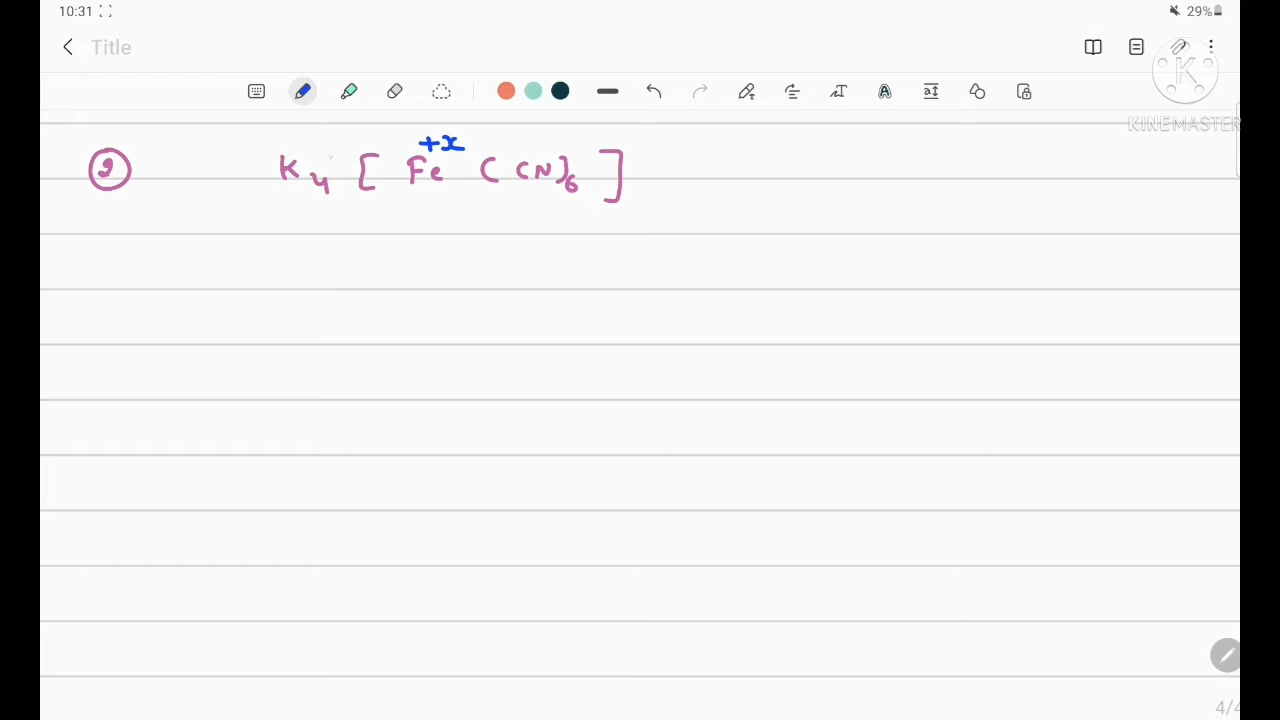 10:31 29%
Title
K
KINEMASTER
+x
2 K4 [ Fe (CN)6 ]
4/4